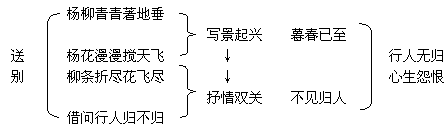 送别
杨柳青青著地垂
杨花漫漫搅天飞
柳条折尽花飞尽
借问行人归不归
写景起兴 暮春已至
↓
↓
抒情双关 不见归人
行人无归
心生怨恨